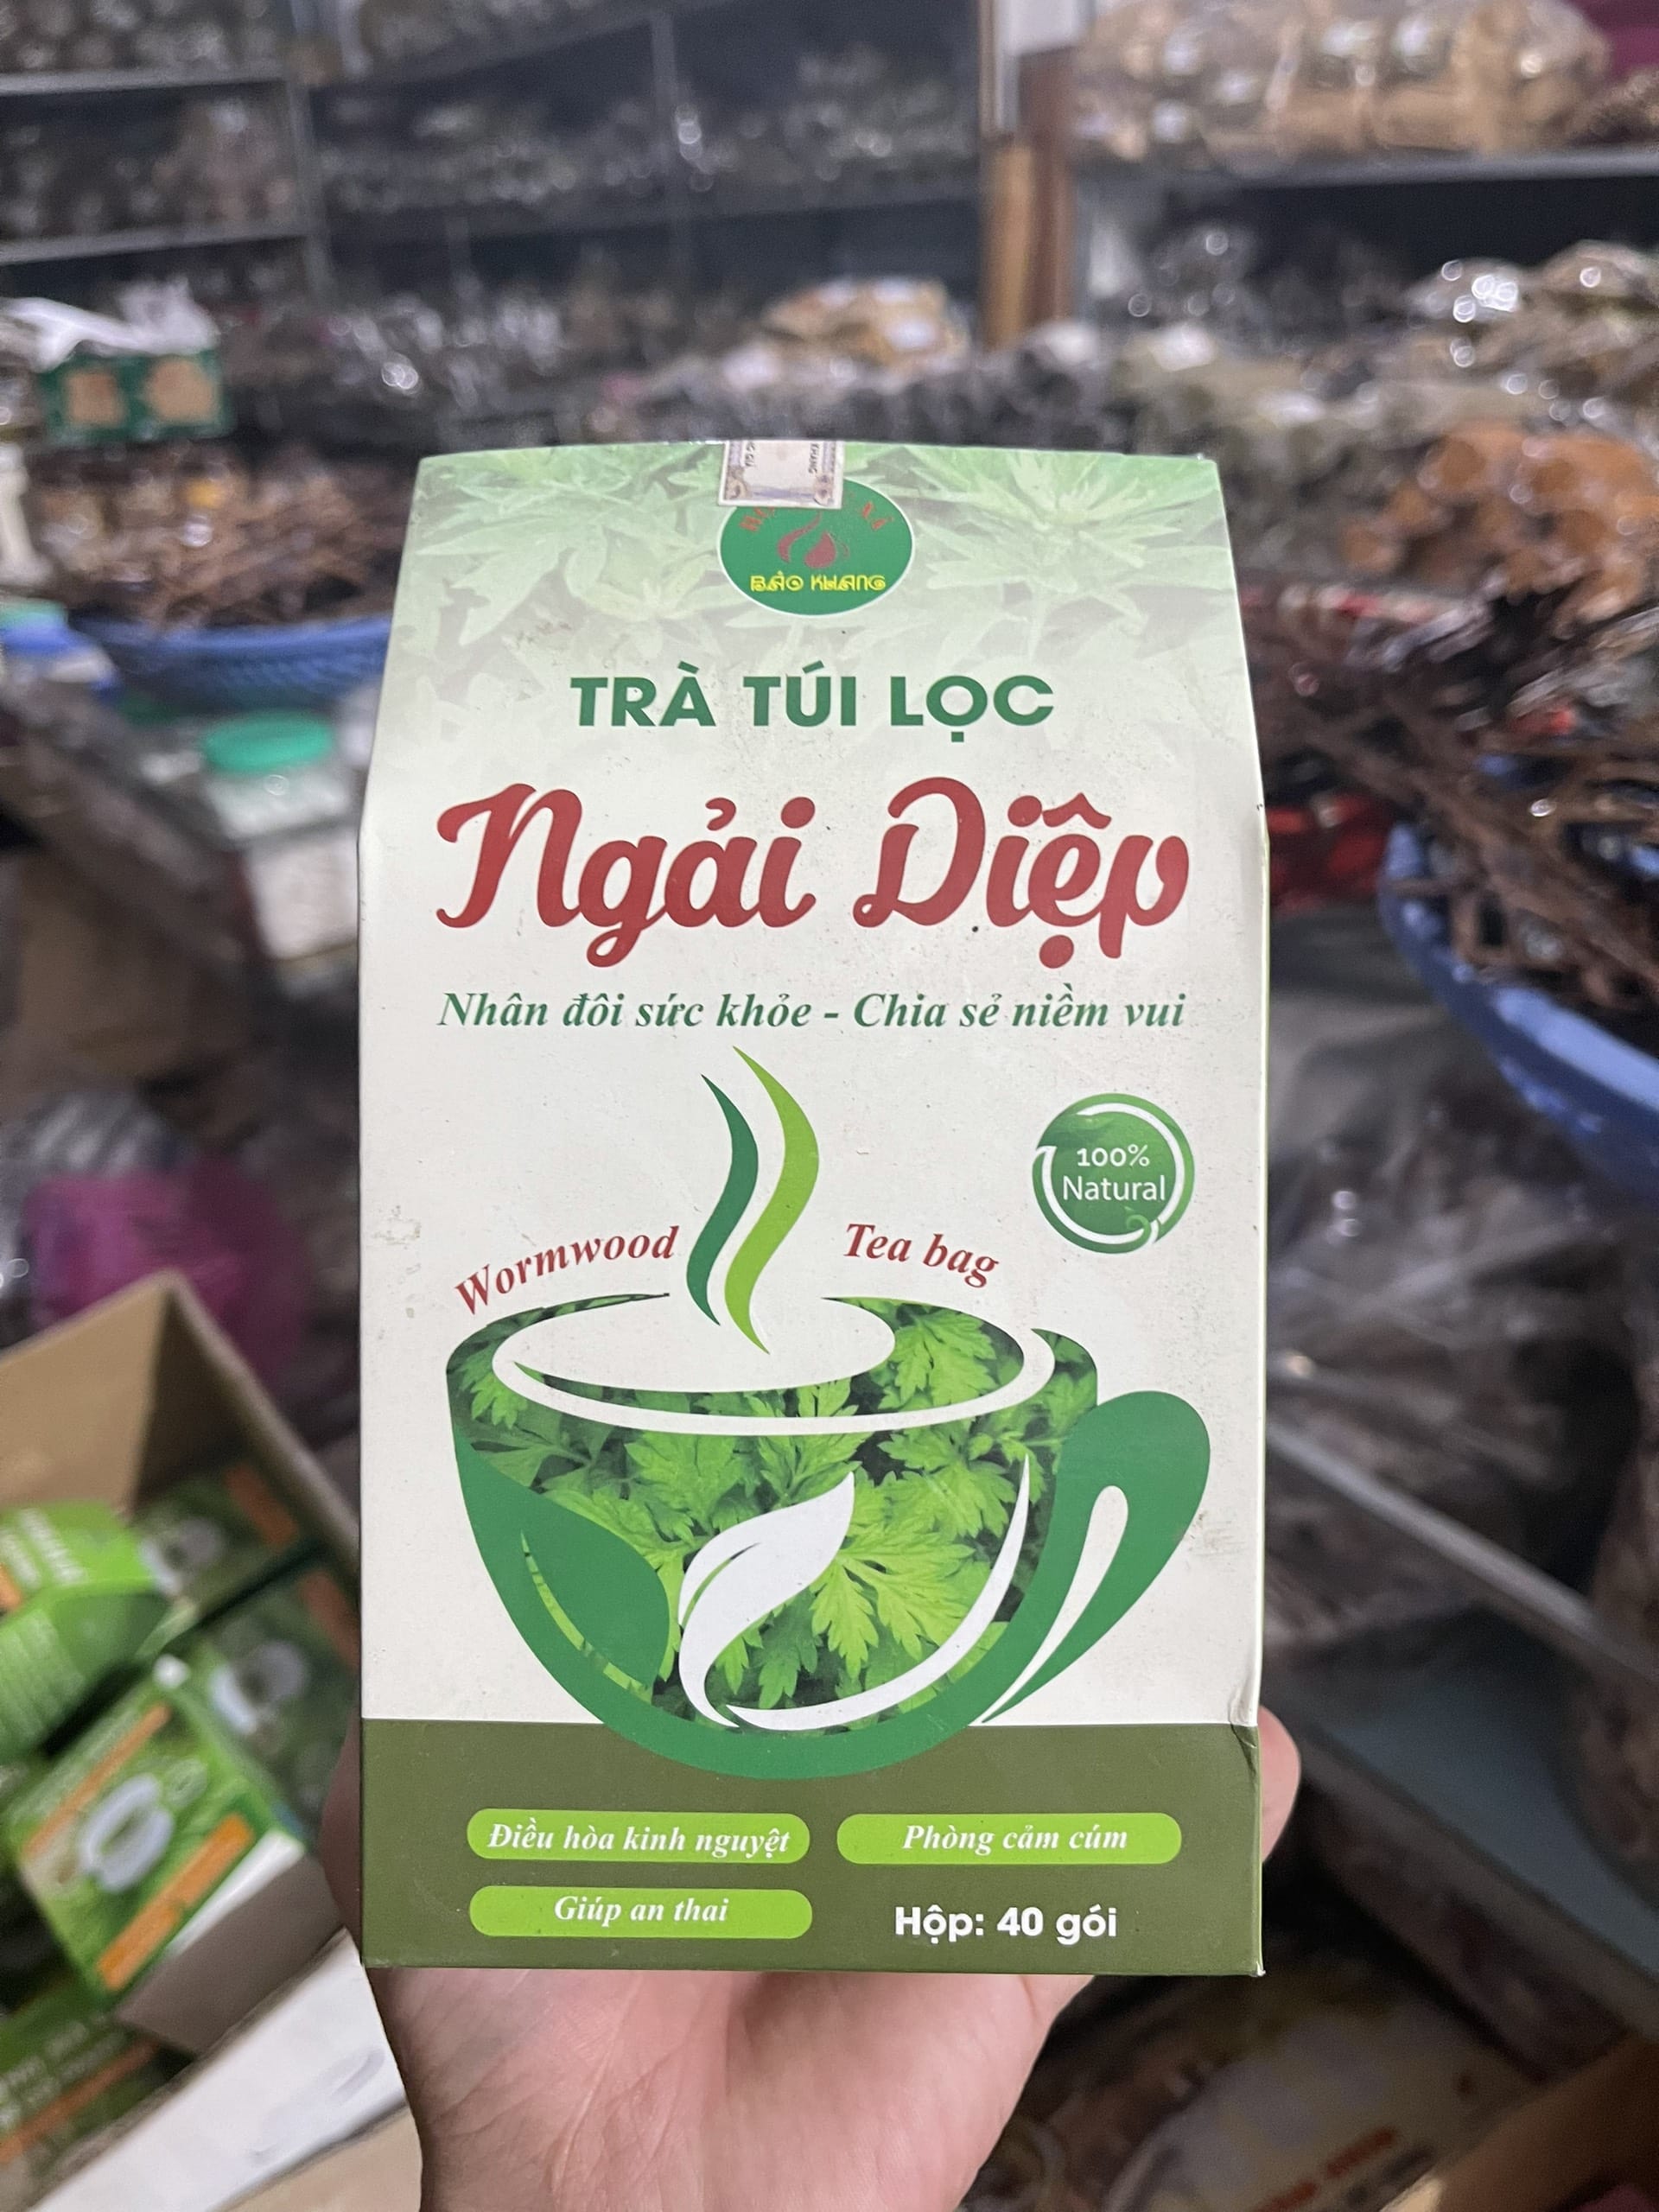 BẢO KHANG
TRÀ TÚI LỌC
Ngải Diệp
Nhân đôi sức khỏe - Chia sẻ niềm vui
100%
Natural
Wormwood Tea bag
Điều hòa kinh nguyệt
Phòng cảm cúm
Giúp an thai
Hộp: 40 gói